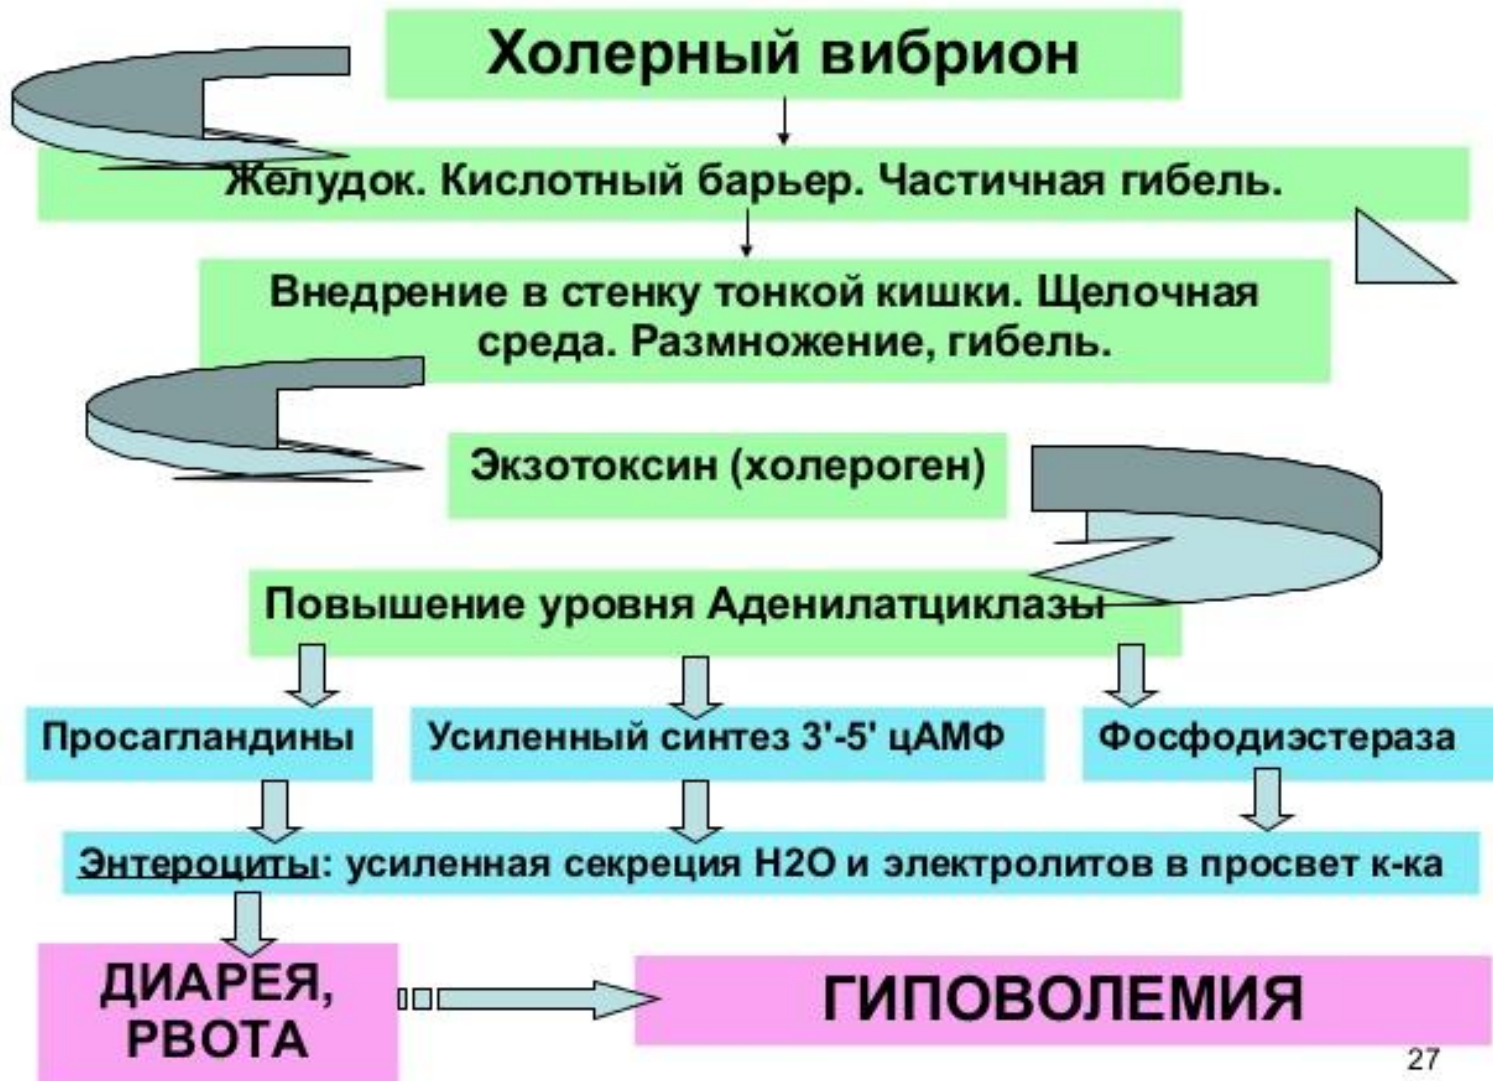 Холерный вибрион
Желудок. Кислотный барьер. Частичная гибель.
Внедрение в стенку тонкой кишки. Щелочная
среда. Размножение, гибель.
Экзотоксин (холероген)
Повышение уровня Аденилатциклазы
Просагландины
Усиленный синтез 3'-5' цАМФ
Фосфодиэстераза
Энтероциты: усиленная секреция Н2О и электролитов в просвет к-ка
ДИАРЕЯ,
РВОТА
ГИПОВОЛЕМИЯ
27